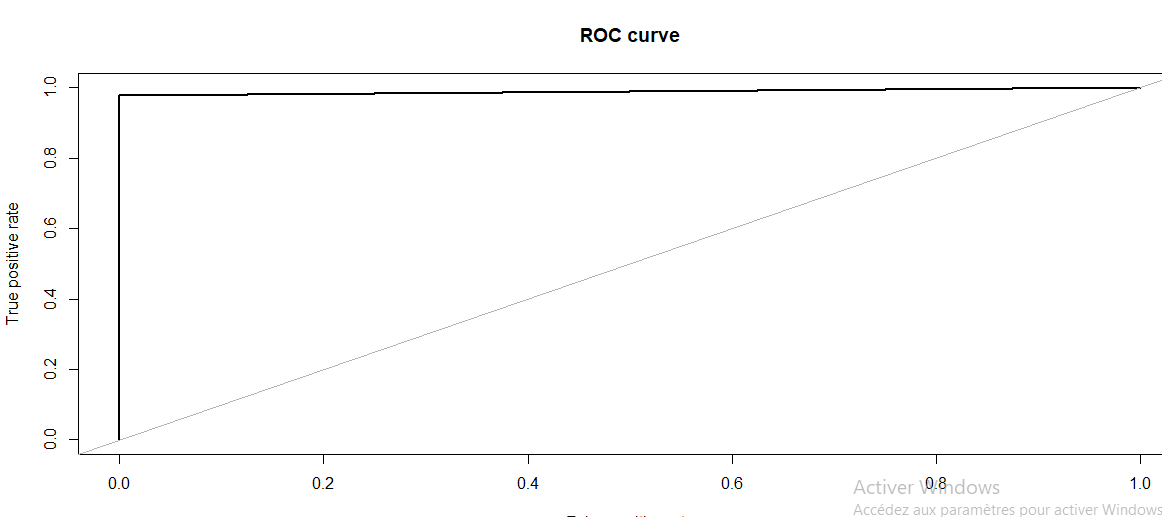 ROC curve
True positive rate
1.0
0.8
0.6
0.4
0.2
0.0
0.0 0.2 0.4 0.6 0.8 1.0
Activer Windows
Accédez aux paramètres pour activer Windows